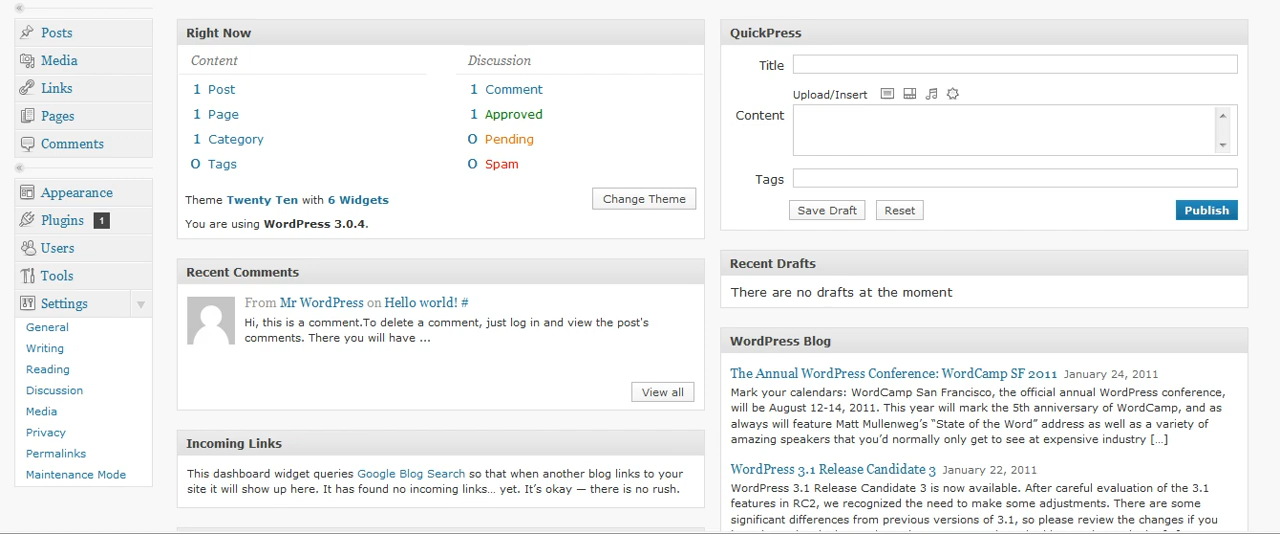 Posts
Media
Links
Pages
Comments
Appearance
Plugins 1
Users
Tools
Settings
General
Writing
Reading
Discussion
Media
Privacy
Permalinks
Maintenance Mode
Right Now
Content
1 Post
1 Page
1 Category
0 Tags
Discussion
1 Comment
1 Approved
0 Pending
0 Spam
Theme Twenty Ten with 6 Widgets
Change Theme
You are using WordPress 3.0.4.
Recent Comments
From Mr WordPress on Hello world! #
Hi, this is a comment.To delete a comment, just log in and view the post's
comments. There you will have ...
View all
Incoming Links
This dashboard widget queries Google Blog Search so that when another blog links to your
site it will show up here. It has found no incoming links… yet. It’s okay — there is no rush.
QuickPress
Title
Upload/Insert
Content
Tags
Save Draft
Reset
Publish
Recent Drafts
There are no drafts at the moment
WordPress Blog
The Annual WordPress Conference: WordCamp SF 2011 January 24, 2011
Mark your calendars: WordCamp San Francisco, the official annual WordPress conference,
will be August 12-14, 2011. This year will mark the 5th anniversary of WordCamp, and as
always will feature Matt Mullenweg’s “State of the Word” address as well as a variety of
amazing speakers that you’d normally only get to see at expensive industry […]
WordPress 3.1 Release Candidate 3 January 22, 2011
WordPress 3.1 Release Candidate 3 is now available. After careful evaluation of the 3.1
features in RC2, we recognized the need to make some adjustments. There are some
significant differences from previous versions of 3.1, so please review the changes if you